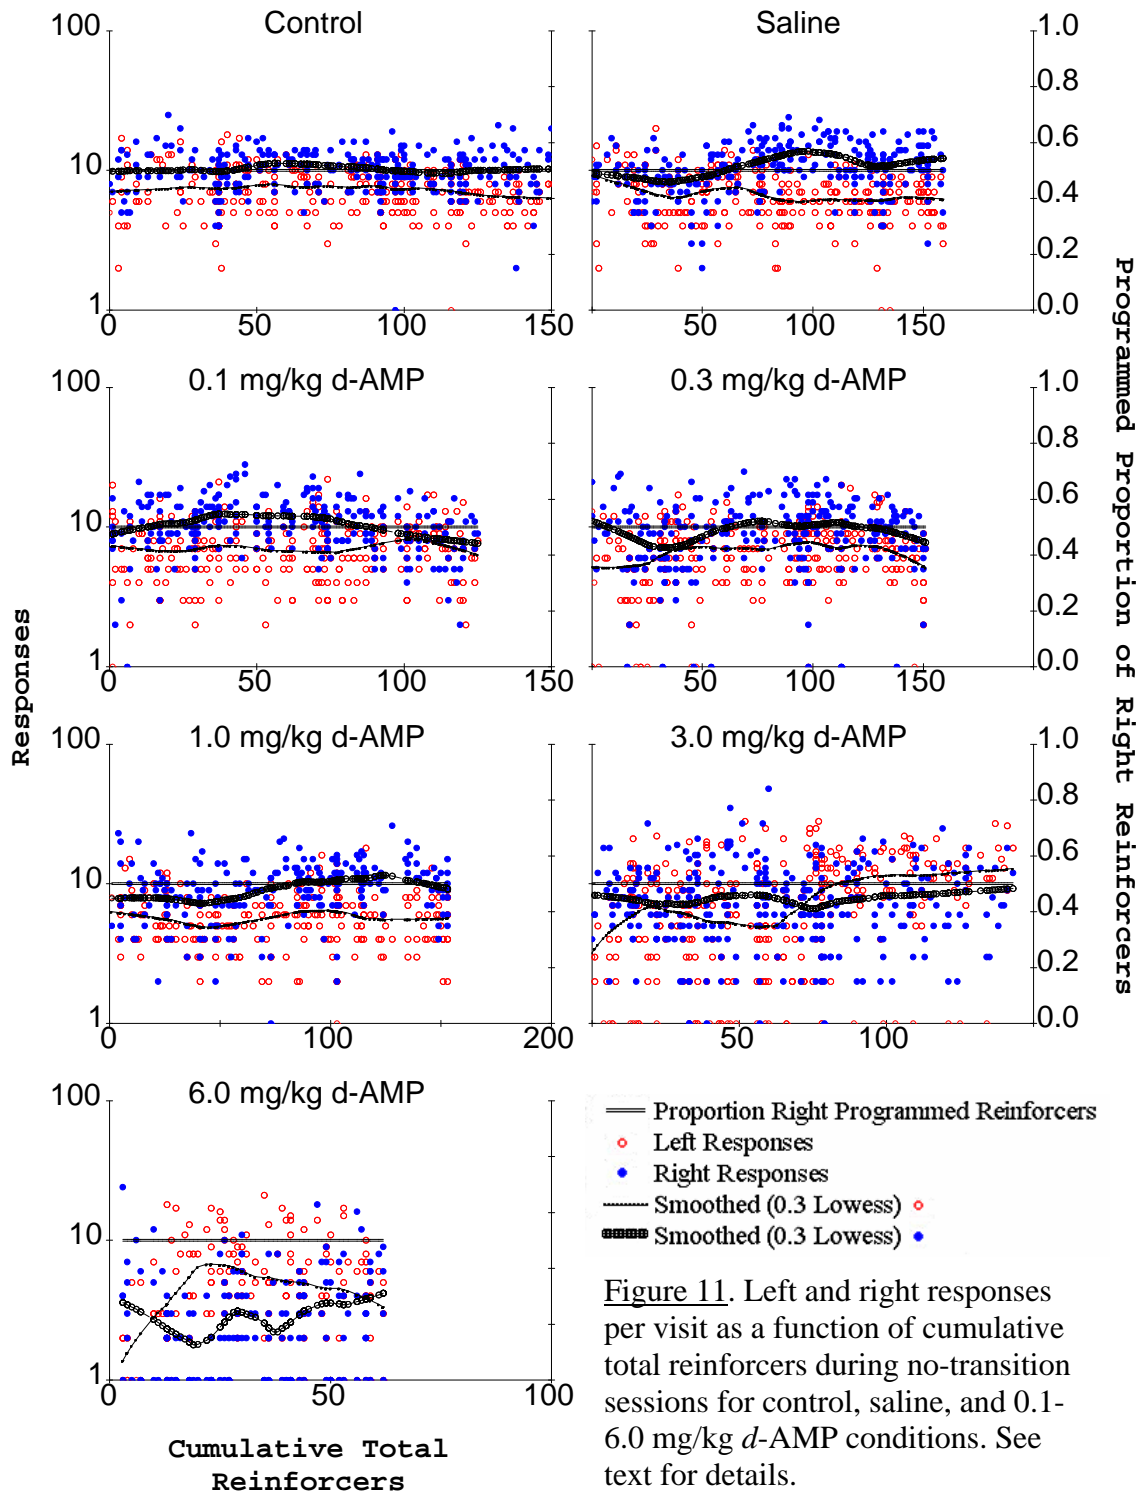 Control
Saline
100
10
1
0
50
100
150
50
100
150
1.0
0.8
0.6
0.4
0.2
0.0
0.1 mg/kg d-AMP
0.3 mg/kg d-AMP
100
10
1
0
50
100
150
50
100
150
1.0
0.8
0.6
0.4
0.2
0.0
1.0 mg/kg d-AMP
3.0 mg/kg d-AMP
100
10
1
0
100
200
50
100
1.0
0.8
0.6
0.4
0.2
0.0
6.0 mg/kg d-AMP
100
10
1
0
50
100
Responses
Programmed Proportion of Right Reinforcers
Cumulative Total
Reinforcers
Proportion Right Programmed Reinforcers
Left Responses
Right Responses
Smoothed (0.3 Lowess)
Smoothed (0.3 Lowess)
Figure 11. Left and right responses
per visit as a function of cumulative
total reinforcers during no-transition
sessions for control, saline, and 0.1-
6.0 mg/kg d-AMP conditions. See
text for details.